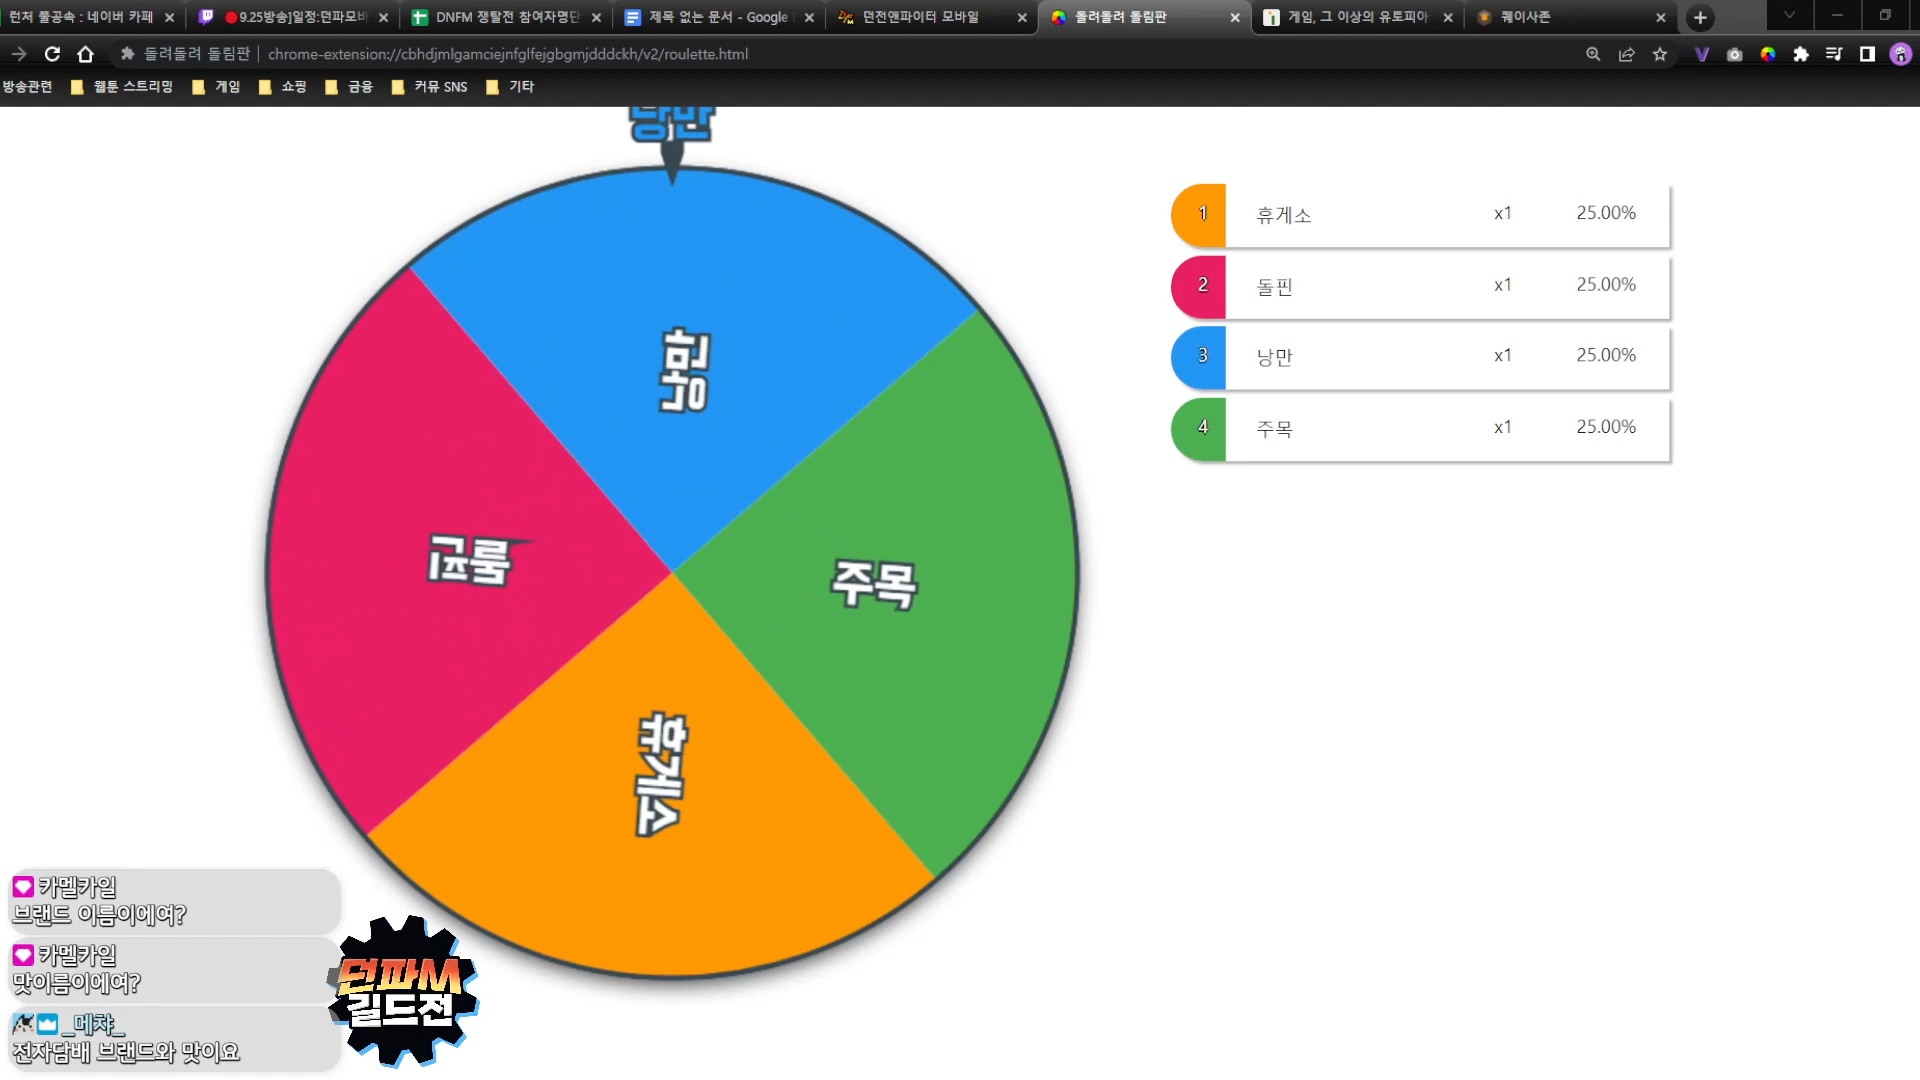 런처 풀공속 : 네이버 카페
9.25방송]일정:던파모바
DNFM 쟁탈전 참여자명단
제목 없는 문서 - Google
던전앤파이터 모바일
돌려돌려 돌림판
게임, 그 이상의 유토피아
퀘이사존
돌려돌려 돌림판
chrome-extension://cbhdjmlgamciejnfglfejgbgmjdddckh/v2/roulette.html
방송관련
웹툰 스트리밍
게임
쇼핑
금융
커뮤 SNS
기타
낭만
낭만
돌핀
주목
휴게소
1 휴게소 x1 25.00%
2 돌핀 x1 25.00%
3 낭만 x1 25.00%
4 주목 x1 25.00%
카멜카일
브랜드 이름이에여?
카멜카일
맛이름이에여?
_메챠_
전자담배 브랜드와 맛이요
던파M
길드전